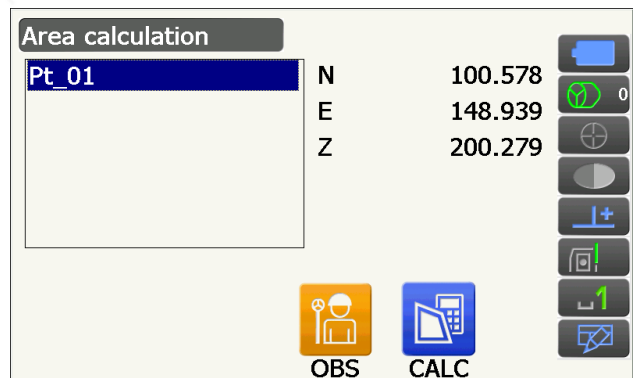 Area calculation
Pt_01
N 100.578
E 148.939
Z 200.279
0
1
OBS CALC